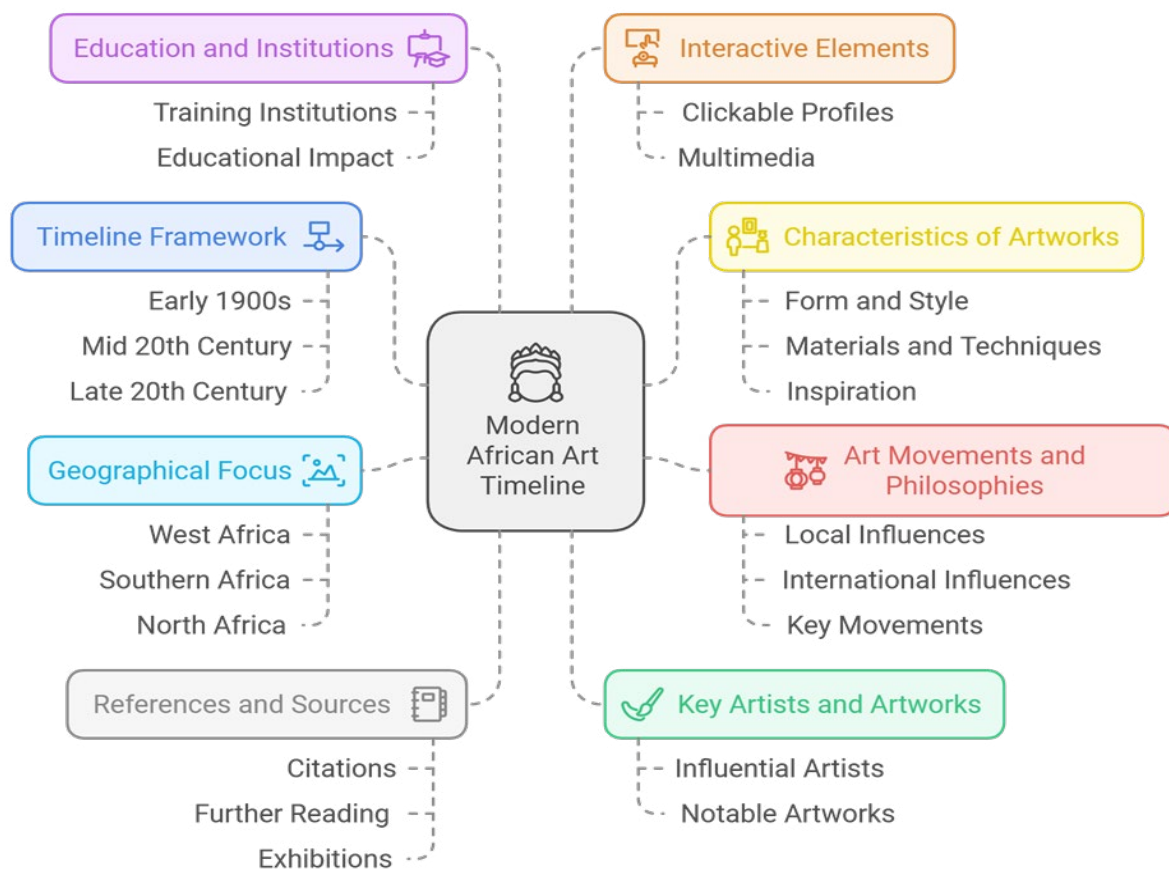 Education and Institutions
Training Institutions
Educational Impact
Timeline Framework
Early 1900s
Mid 20th Century
Late 20th Century
Geographical Focus
West Africa
Southern Africa
North Africa
References and Sources
Citations
Further Reading
Exhibitions
Modern
African Art
Timeline
Interactive Elements
Clickable Profiles
Multimedia
Characteristics of Artworks
Form and Style
Materials and Techniques
Inspiration
Art Movements and
Philosophies
Local Influences
International Influences
Key Movements
Key Artists and Artworks
Influential Artists
Notable Artworks